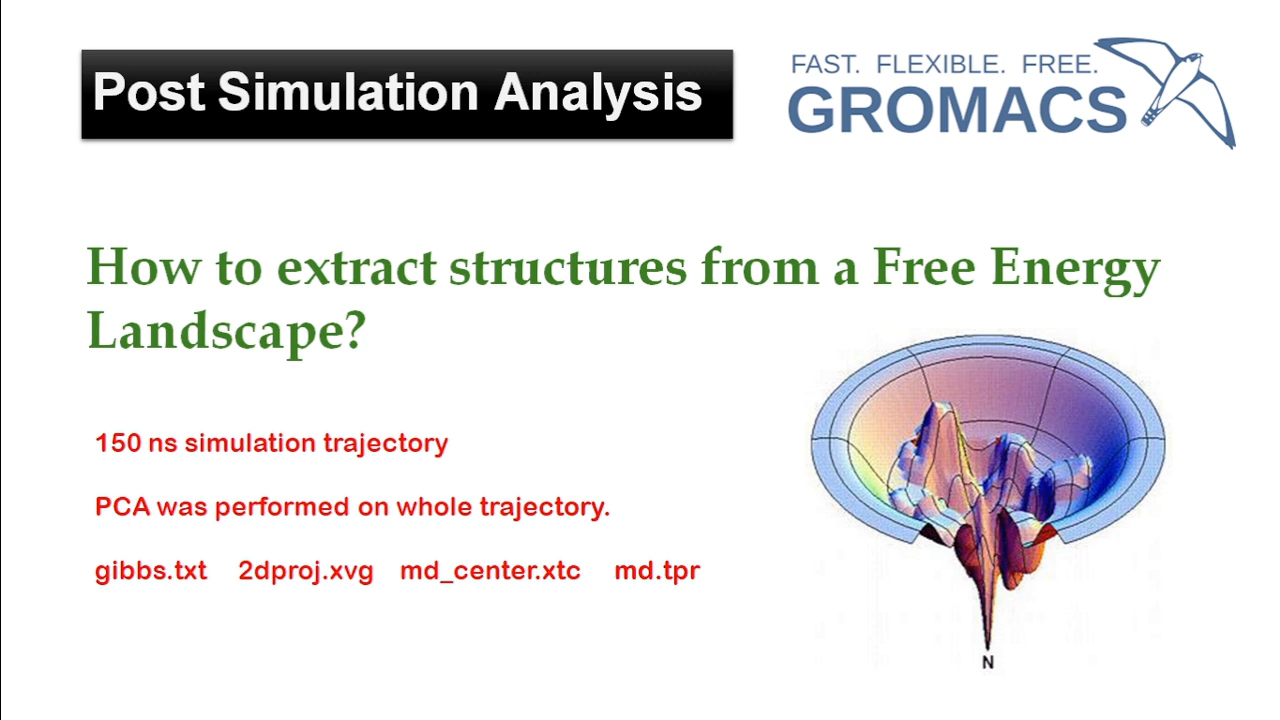 Post Simulation Analysis
FAST. FLEXIBLE. FREE.
GROMACS
How to extract structures from a Free Energy
Landscape?
150 ns simulation trajectory
PCA was performed on whole trajectory.
gibbs.txt 2dproj.xvg md_center.xtc md.tpr
N